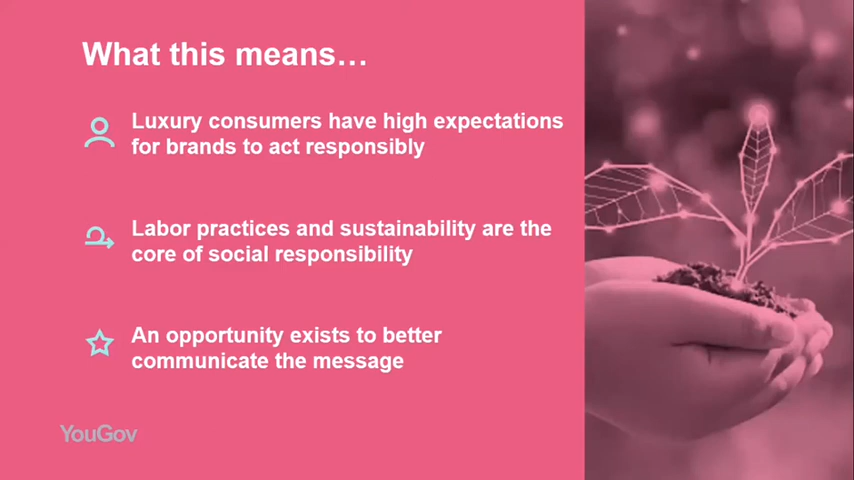 What this means…
Luxury consumers have high expectations
for brands to act responsibly
Labor practices and sustainability are the
core of social responsibility
An opportunity exists to better
communicate the message
YouGov